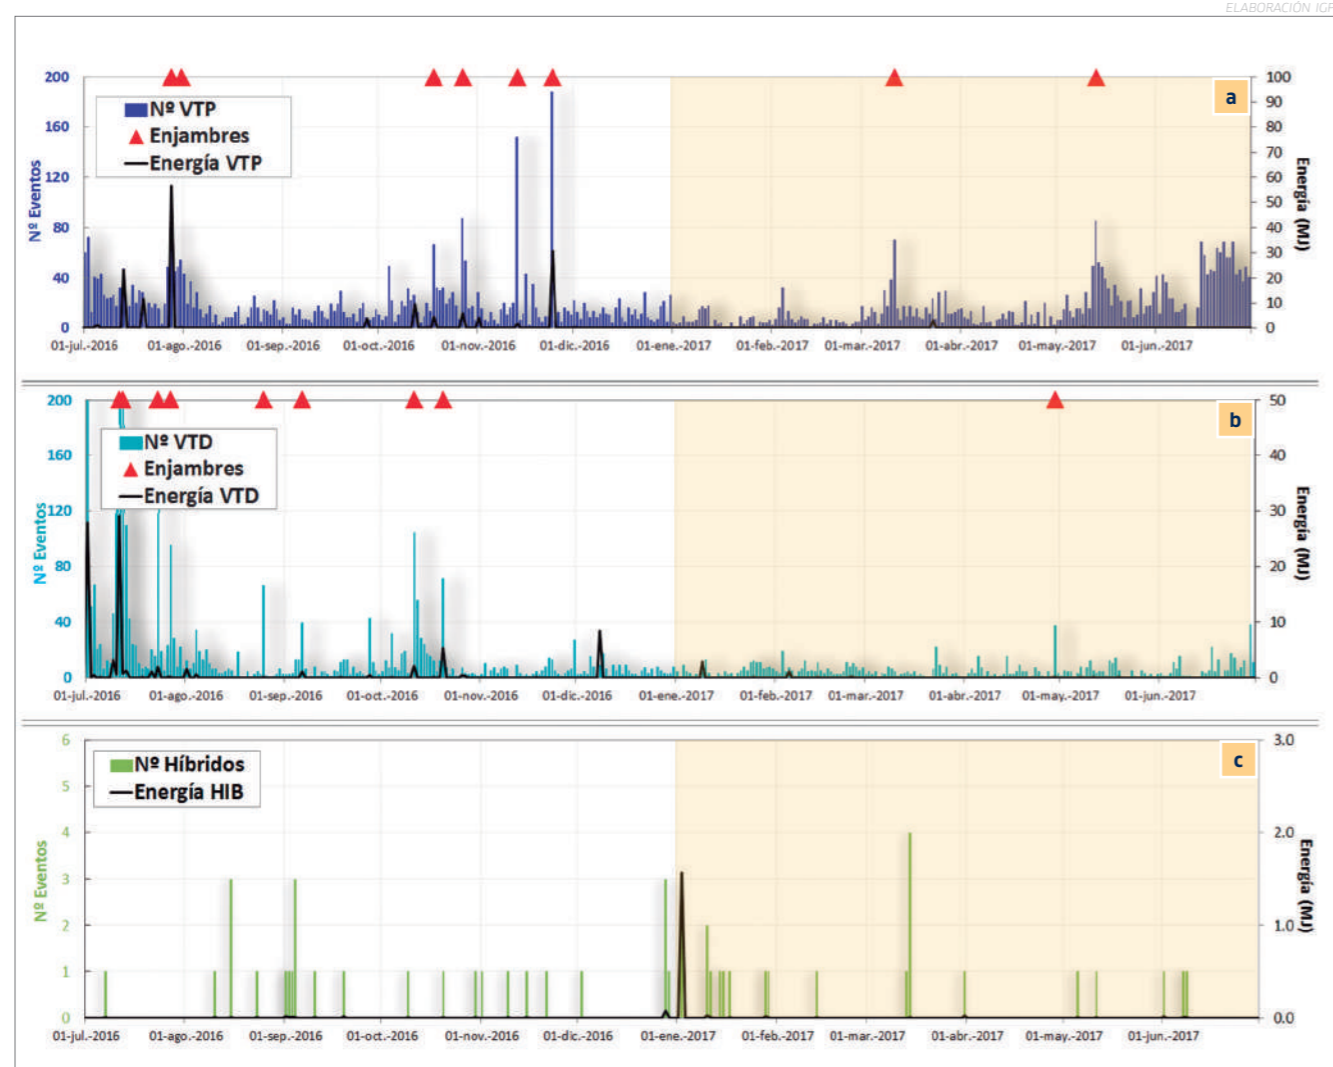 ELABORACIÓN IGP
a
200
160
120
80
40
0
Nº Eventos
Nº VTP
Enjambres
Energía VTP
100
90
80
70
60
50
40
30
20
10
0
Energía (MJ)
01-jul.-2016 01-ago.-2016 01-sep.-2016 01-oct.-2016 01-nov.-2016 01-dic.-2016 01-ene.-2017 01-feb.-2017 01-mar.-2017 01-abr.-2017 01-may.-2017 01-jun.-2017
b
200
160
120
80
40
0
Nº Eventos
Nº VTD
Enjambres
Energía VTD
50
40
30
20
10
0
Energía (MJ)
01-jul.-2016 01-ago.-2016 01-sep.-2016 01-oct.-2016 01-nov.-2016 01-dic.-2016 01-ene.-2017 01-feb.-2017 01-mar.-2017 01-abr.-2017 01-may.-2017 01-jun.-2017
c
6
5
4
3
2
1
0
Nº Eventos
Nº Híbridos
Energía HIB
3.0
2.0
1.0
0.0
Energía (MJ)
01-jul.-2016 01-ago.-2016 01-sep.-2016 01-oct.-2016 01-nov.-2016 01-dic.-2016 01-ene.-2017 01-feb.-2017 01-mar.-2017 01-abr.-2017 01-may.-2017 01-jun.-2017